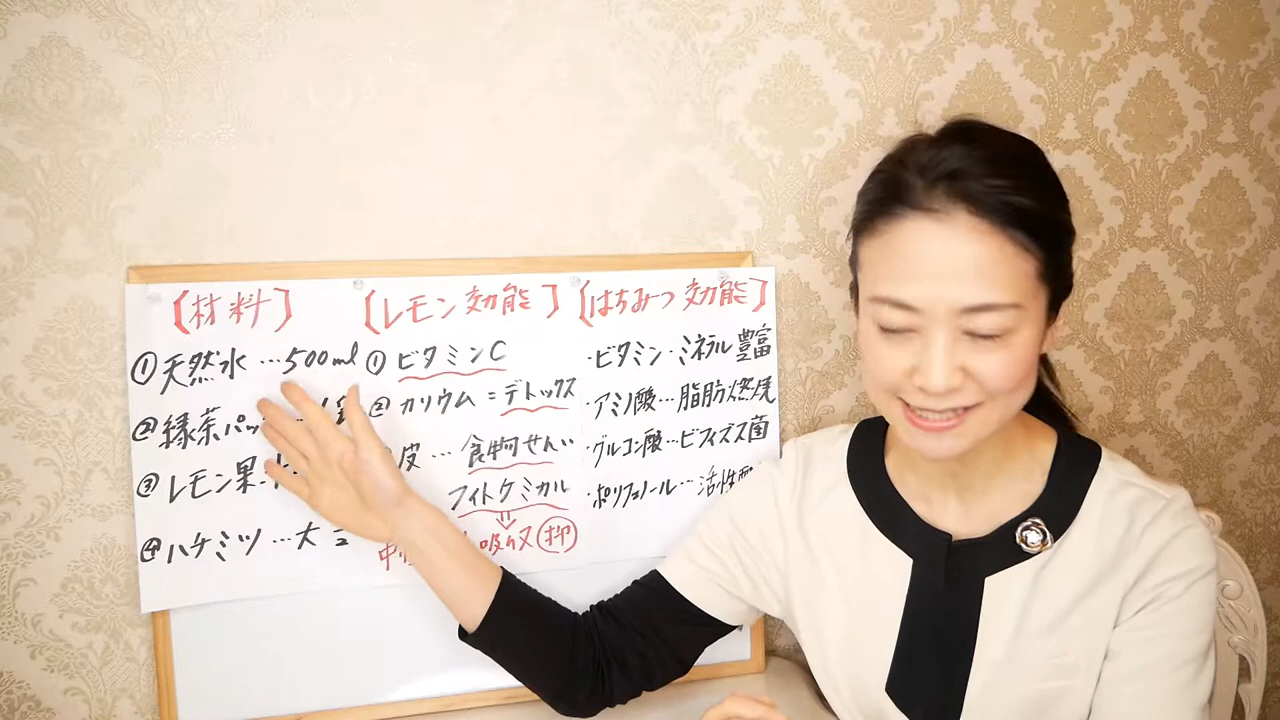 【材料】
①天然水…500ml
②緑茶パッ
③レモン果
④ハチミツ…大
【レモン効能】
①ビタミンC
②カリウム=デトックス
皮…食物せんい
フィトケミカル
⇓
中 吸収 抑
【はちみつ効能】
・ビタミン・ミネラル豊富
・アミノ酸…脂肪燃焼
・グルコン酸…ビフィズス菌
・ポリフェノール…活性酸